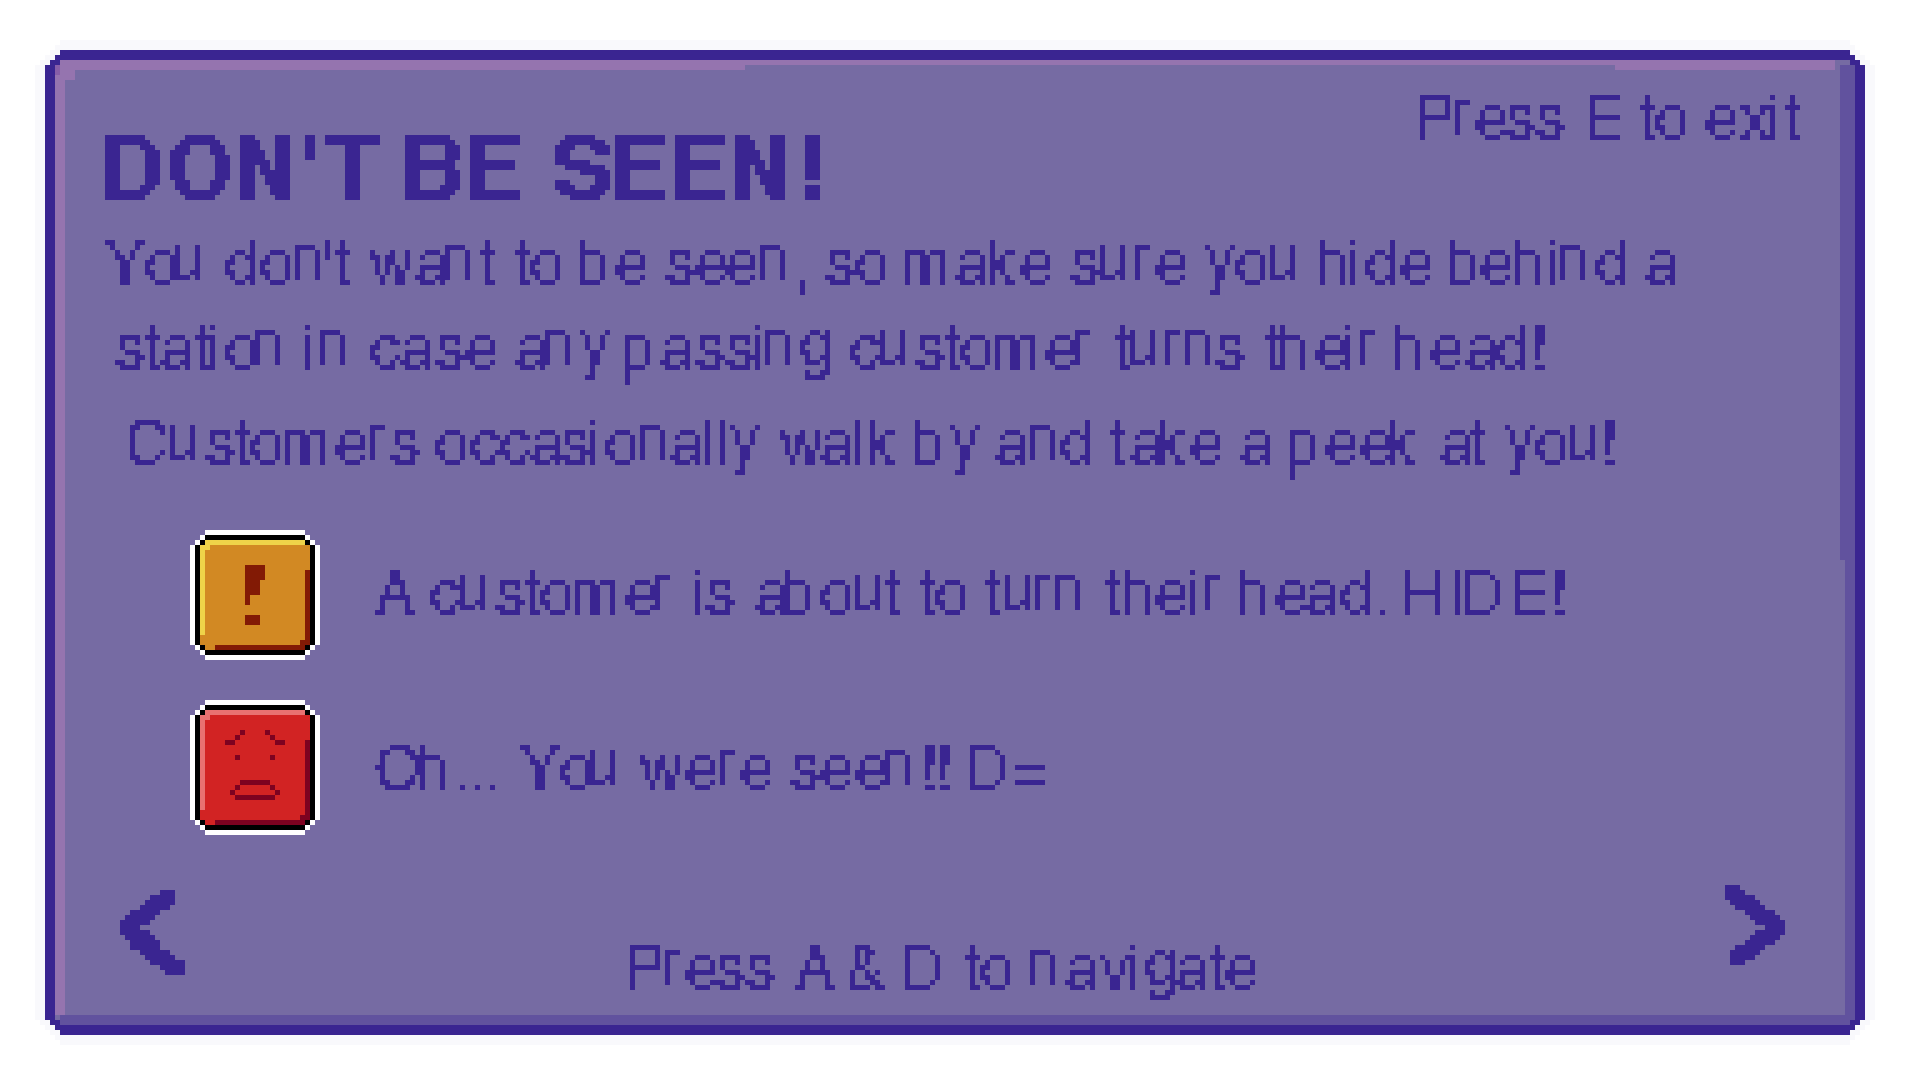 Press E to exit
DON'T BE SEEN!
You don't want to be seen, so make sure you hide behind a
station in case any passing customer turns their head!
Customers occasionally walk by and take a peek at you!
!
A customer is about to turn their head. HIDE!
Oh... You were seen!! D=
< >
Press A & D to navigate